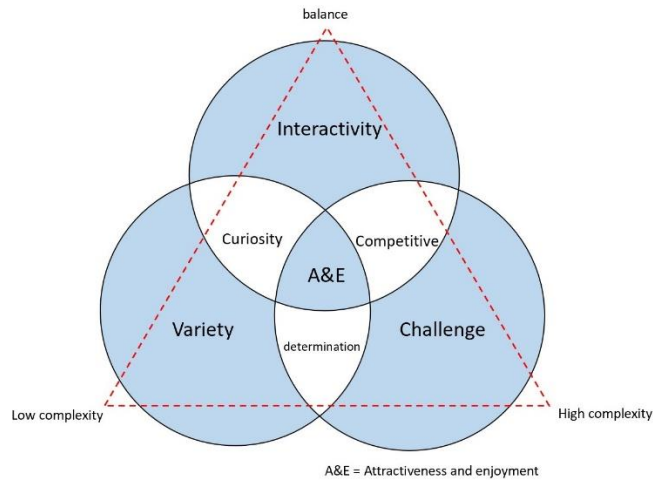 balance
Interactivity
Curiosity
Competitive
A&E
Variety
Challenge
determination
Low complexity
High complexity
A&E = Attractiveness and enjoyment